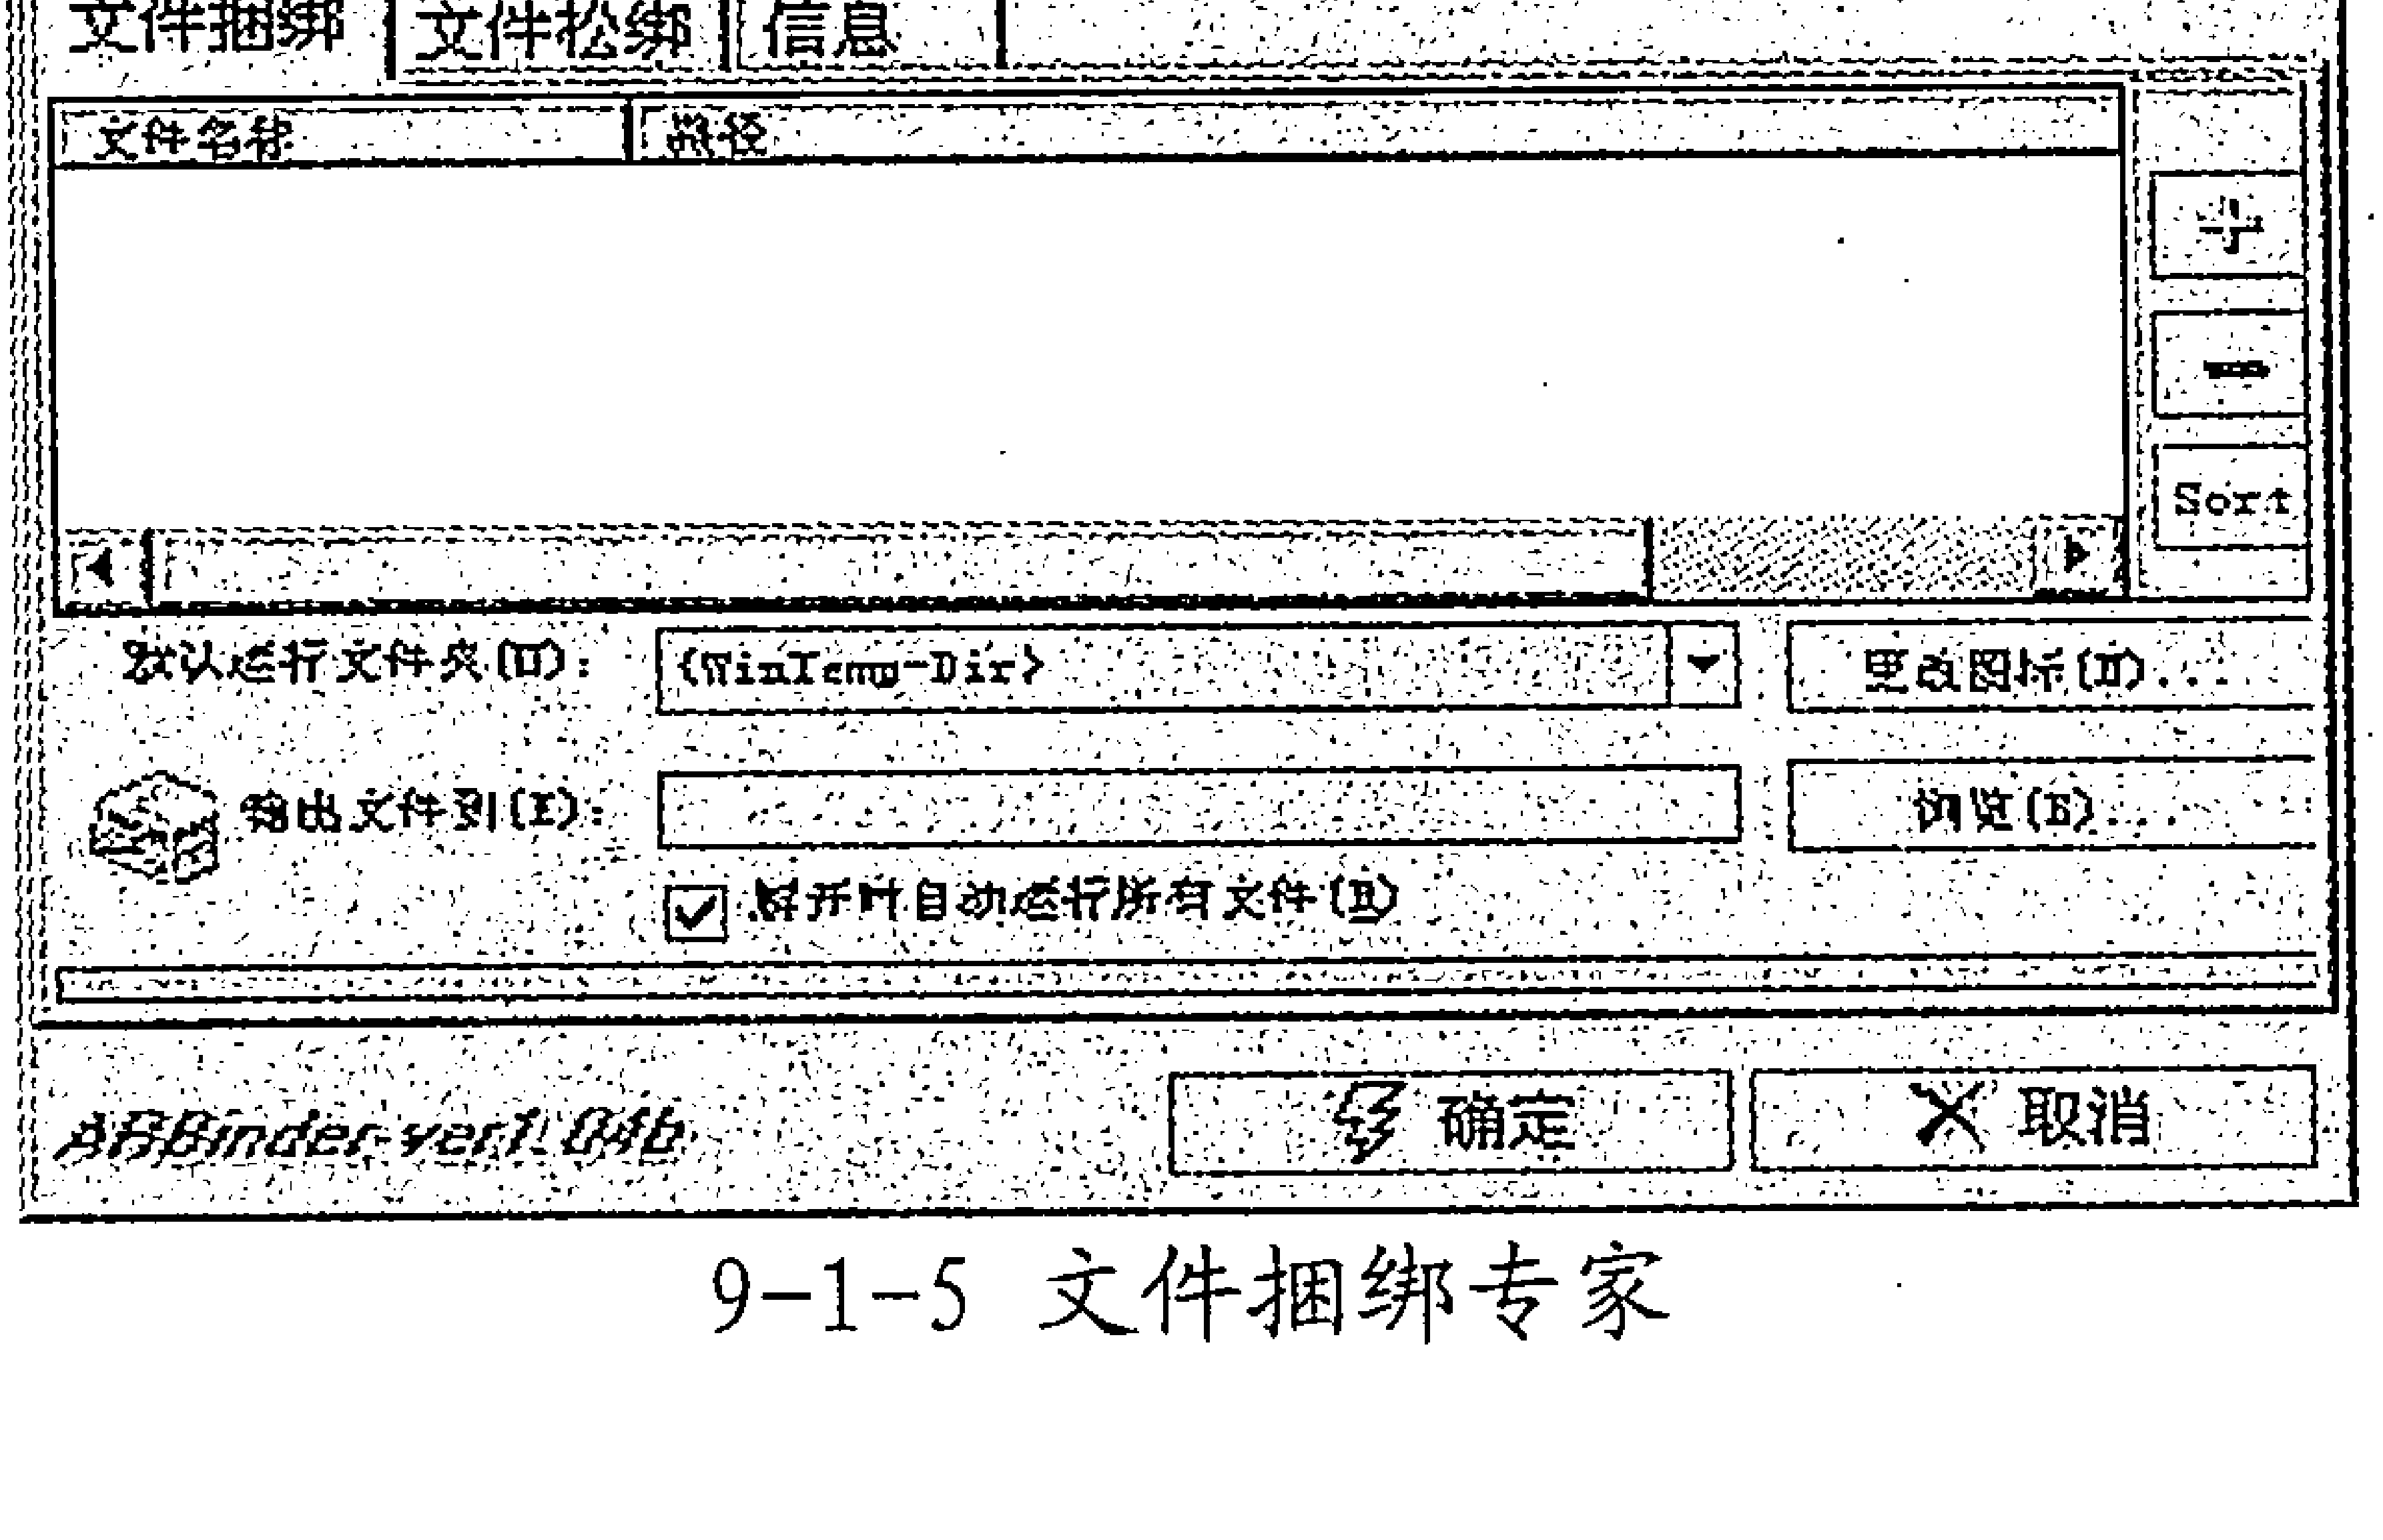 文件捆绑 文件松绑 信息
文件名称 路径
Sort
默认运行文件夹(U): <WinTemp-Dir> 更改图标(I)...
输出文件到(E): 浏览(B)...
解开时自动运行所有文件(R)
ver1.04b 确定 取消
9-1-5 文件捆绑专家